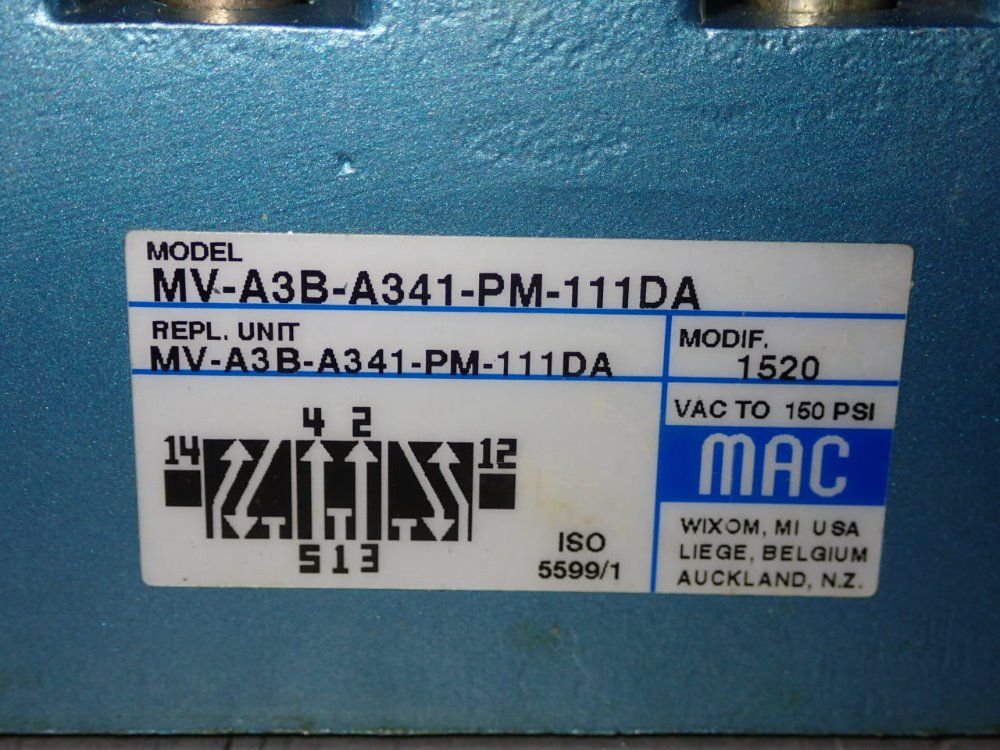 MODEL
MV-A3B-A341-PM-111DA
REPL. UNIT
MV-A3B-A341-PM-111DA
MODIF.
1520
VAC TO 150 PSI
4 2
14 12
5 1 3
ISO
5599/1
MAC
WIXOM, MI USA
LIEGE, BELGIUM
AUCKLAND, N.Z.